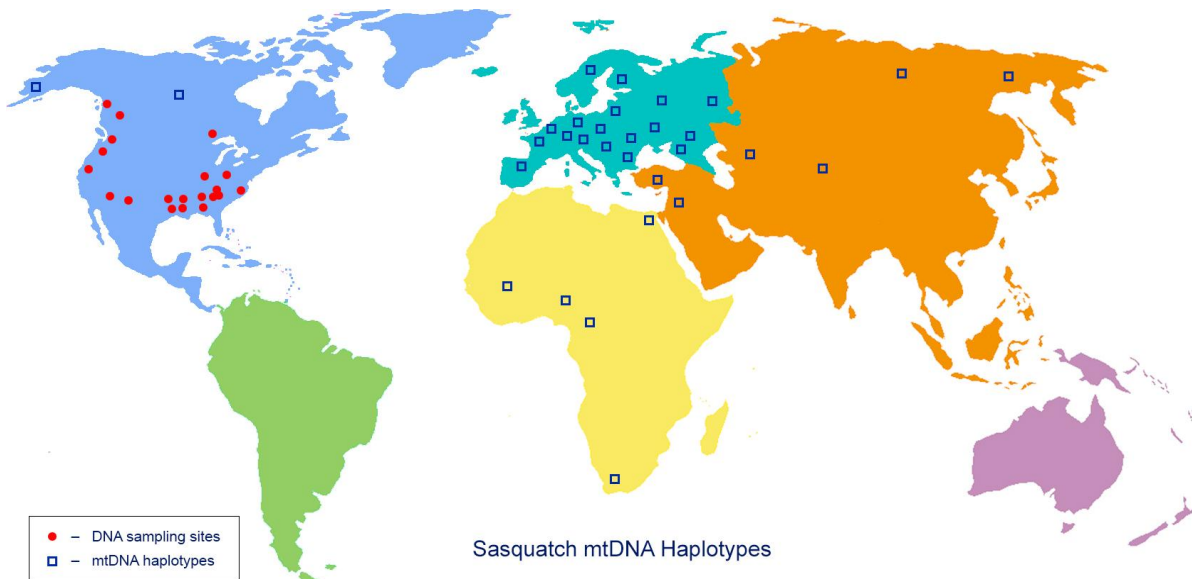 – DNA sampling sites
– mtDNA haplotypes
Sasquatch mtDNA Haplotypes